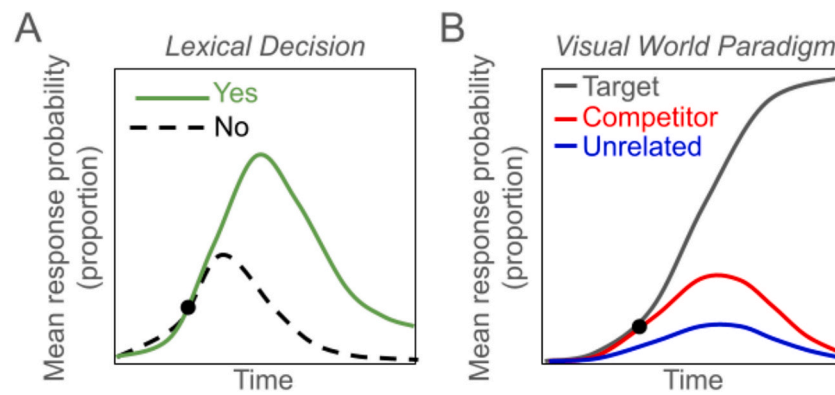 A
Lexical Decision
Mean response probability
(proportion)
Yes
No
Time
B
Visual World Paradigm
Mean response probability
(proportion)
Target
Competitor
Unrelated
Time